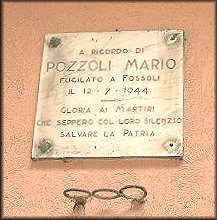 A RICORDO DI
POZZOLI MARIO
FUCILATO A FOSSOLI
IL 12-7-1944
GLORIA AI MARTIRI
CHE SEPPERO COL LORO SILENZIO
SALVARE LA PATRIA